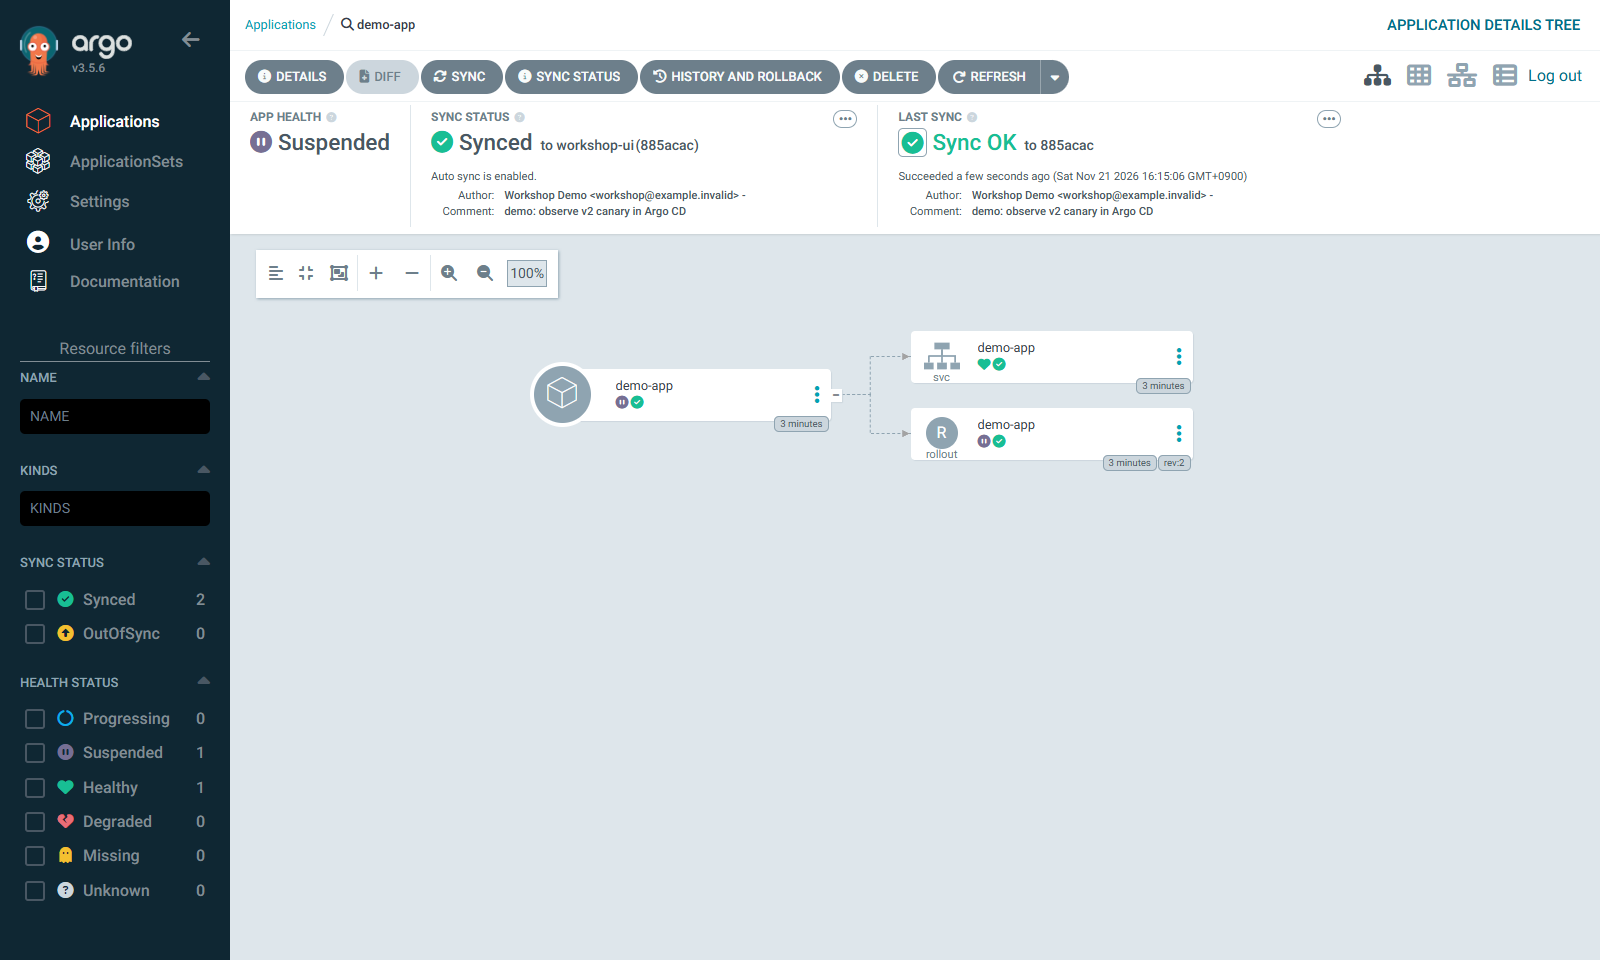 argo
v3.5.6
Applications
ApplicationSets
Settings
User Info
Documentation
Resource filters
NAME
NAME
KINDS
KINDS
SYNC STATUS
Synced 2
OutOfSync 0
HEALTH STATUS
Progressing 0
Suspended 1
Healthy 1
Degraded 0
Missing 0
Unknown 0
Applications demo-app
APPLICATION DETAILS TREE
DETAILS DIFF SYNC SYNC STATUS HISTORY AND ROLLBACK DELETE REFRESH
Log out
APP HEALTH
Suspended
SYNC STATUS
Synced to workshop-ui (885acac)
Auto sync is enabled.
Author: Workshop Demo <workshop@example.invalid> -
Comment: demo: observe v2 canary in Argo CD
LAST SYNC
Sync OK to 885acac
Succeeded a few seconds ago (Sat Nov 21 2026 16:15:06 GMT+0900)
Author: Workshop Demo <workshop@example.invalid> -
Comment: demo: observe v2 canary in Argo CD
100%
demo-app
3 minutes
demo-app
svc
3 minutes
demo-app
R
rollout
3 minutes rev:2